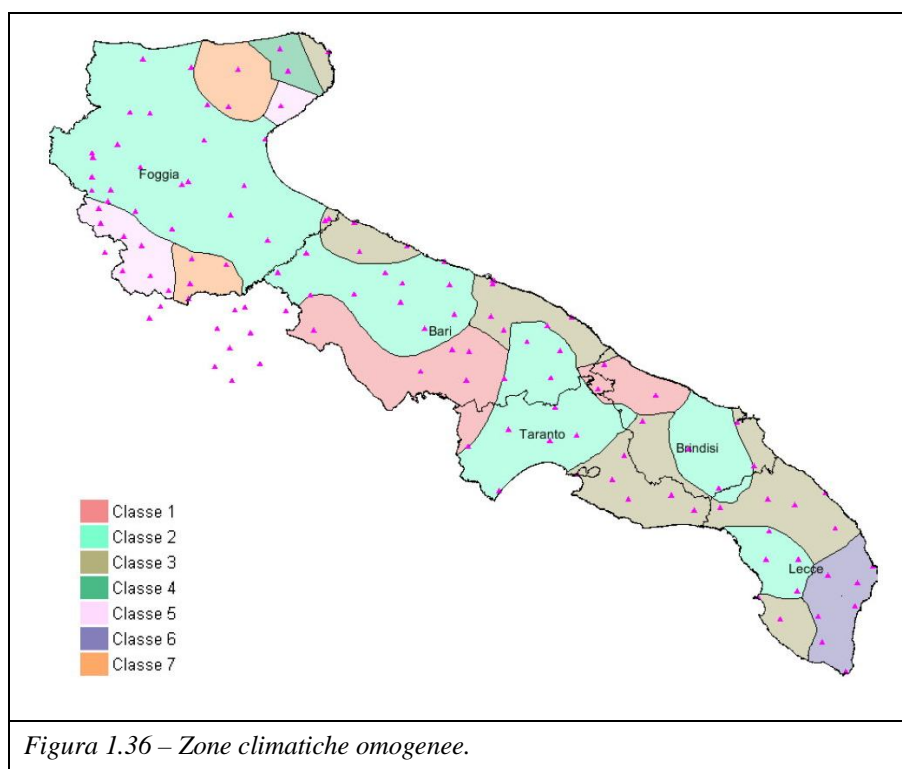 Foggia
Bari
Taranto
Brindisi
Lecce
Classe 1
Classe 2
Classe 3
Classe 4
Classe 5
Classe 6
Classe 7
Figura 1.36 – Zone climatiche omogenee.